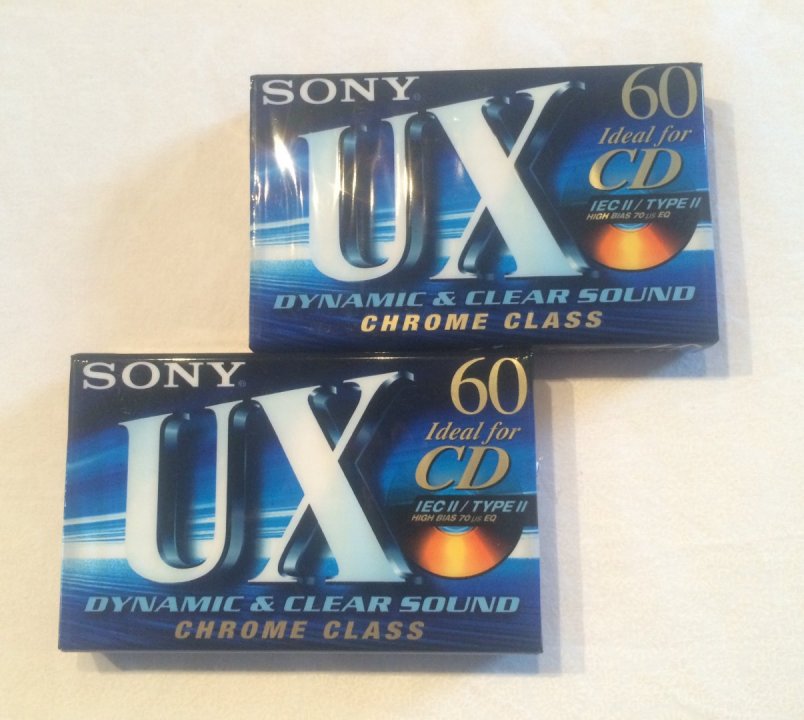 SONY
60
UX
Ideal for
CD
IEC II / TYPE II
HIGH BIAS 70 μs EQ
DYNAMIC & CLEAR SOUND
CHROME CLASS
SONY
60
UX
Ideal for
CD
IEC II / TYPE II
HIGH BIAS 70 μs EQ
DYNAMIC & CLEAR SOUND
CHROME CLASS